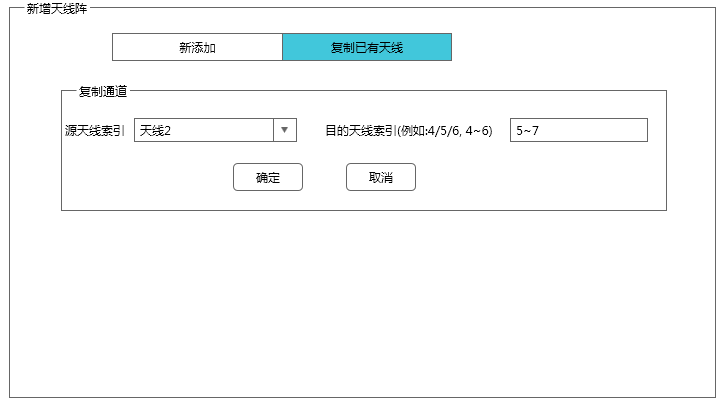 新增天线阵
新添加
复制已有天线
复制通道
源天线索引 天线2 目的天线索引(例如:4/5/6, 4~6) 5~7
确定 取消